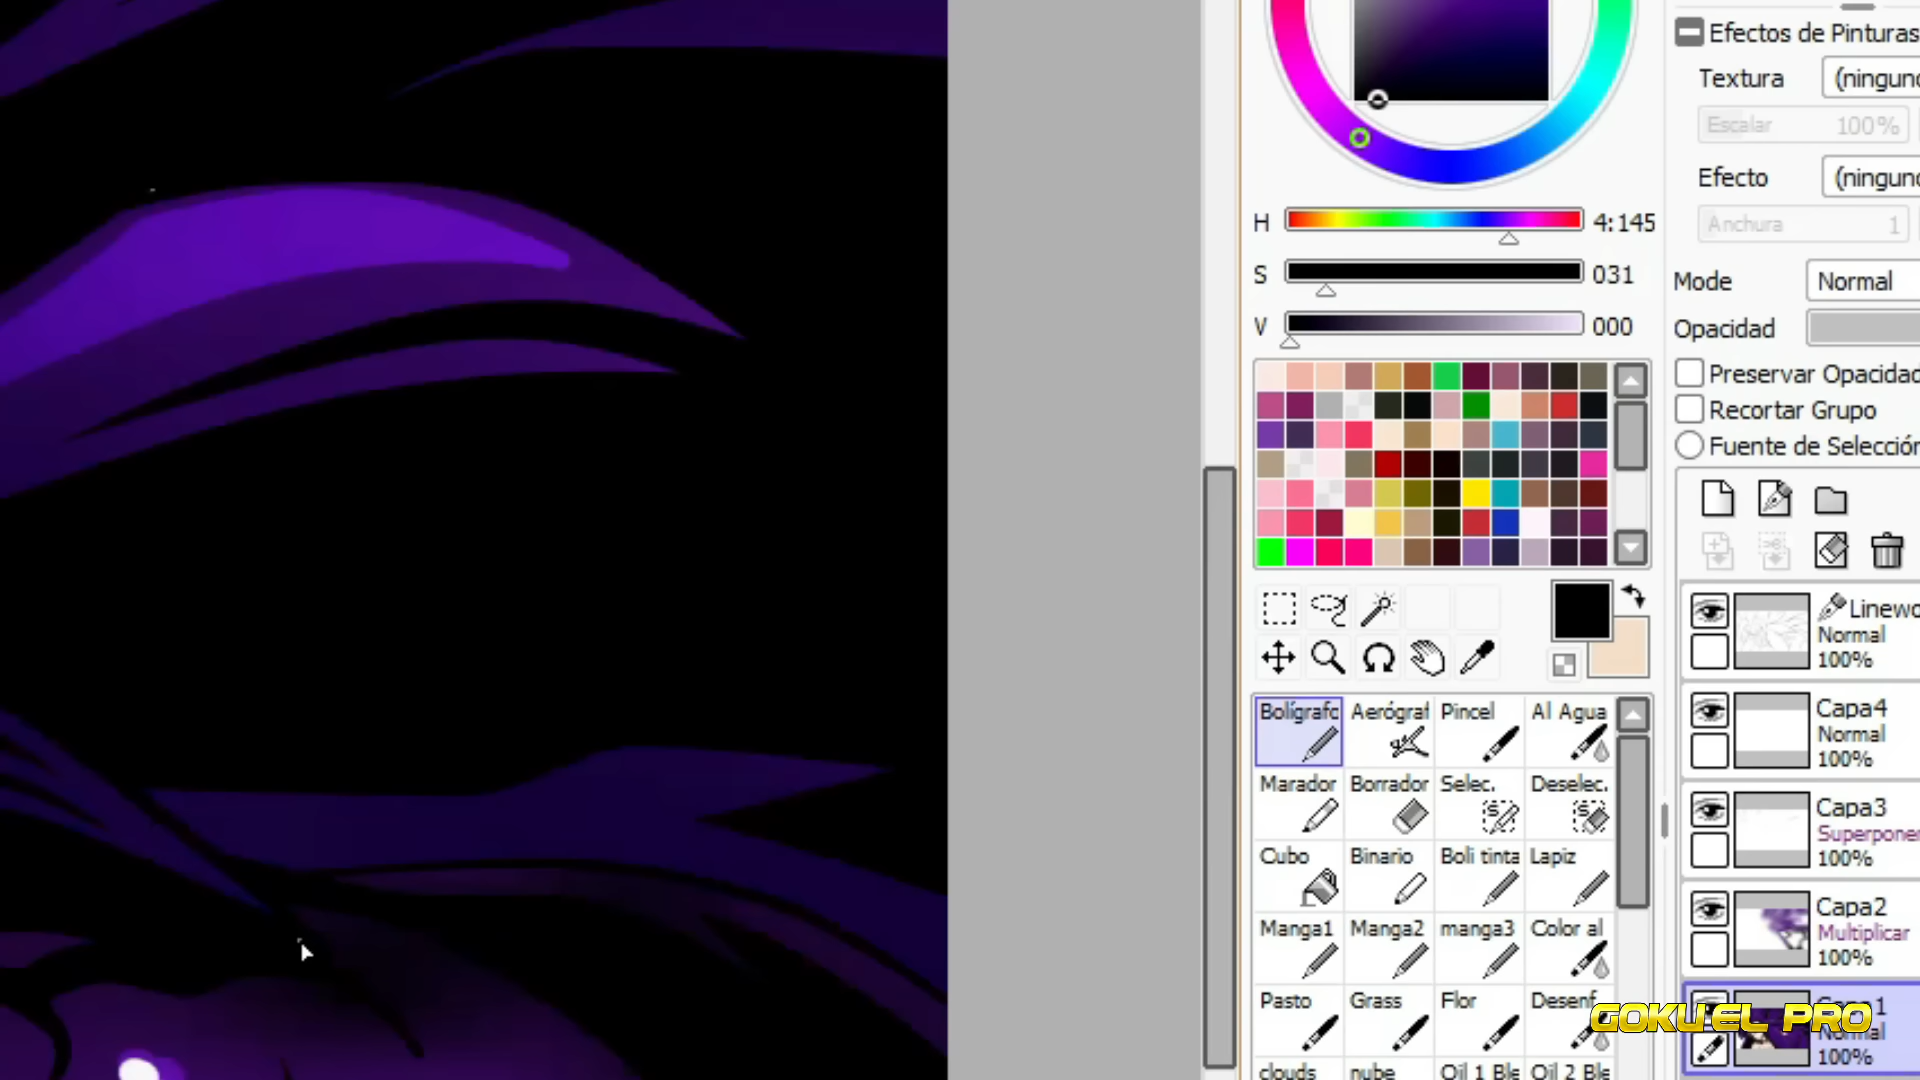 Efectos de Pinturas
Textura (ninguno
Escalar 100%
Efecto (ninguno
Anchura 1
H 4:145
S 031
V 000
Mode Normal
Opacidad
Preservar Opacidad
Recortar Grupo
Fuente de Selección
Linewo
Normal
100%
Capa4
Normal
100%
Capa3
Superponer
100%
Capa2
Multiplicar
100%
Capa1
Normal
100%
Bolígrafo Aerógraf Pincel Al Agua
Marador Borrador Selec. Deselec.
Cubo Binario Boli tinta Lapiz
Manga1 Manga2 manga3 Color al
Pasto Grass Flor Desenf
clouds nube Oil 1 Ble Oil 2 Ble
GOKU EL PRO